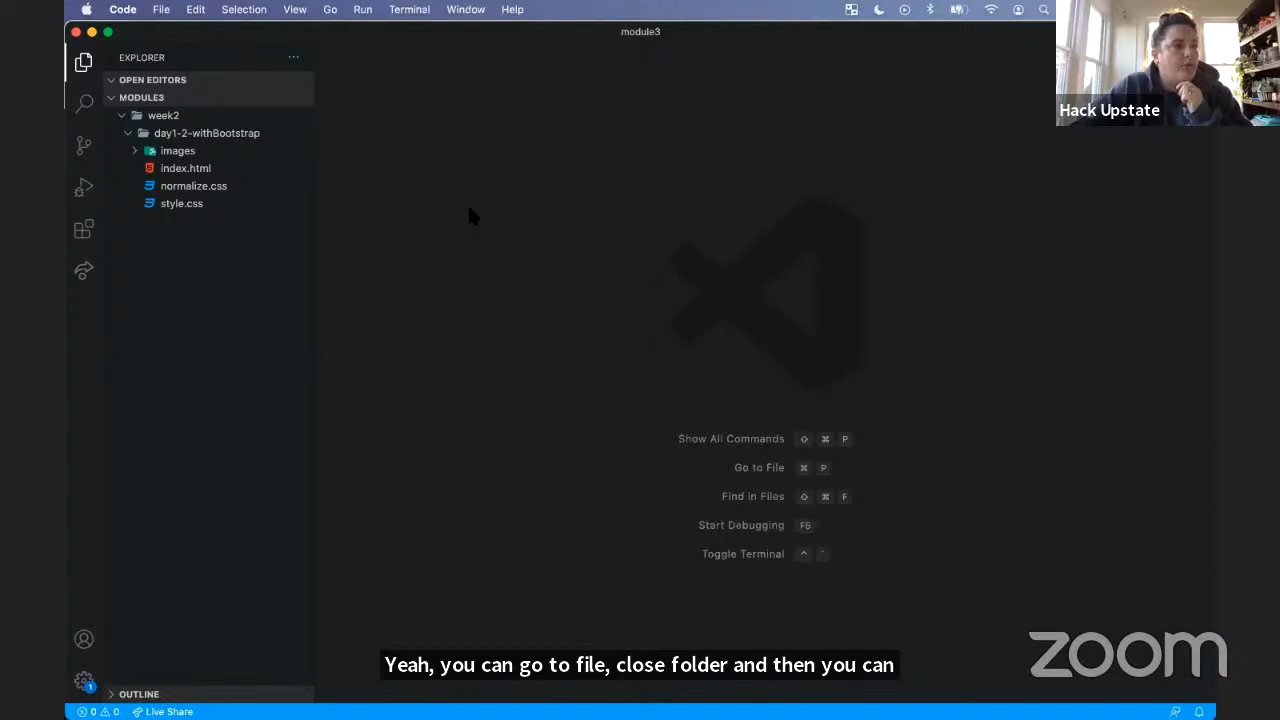 Code File Edit Selection View Go Run Terminal Window Help
module3
EXPLORER
OPEN EDITORS
MODULE3
week2
day1-2-withBootstrap
images
index.html
normalize.css
style.css
Hack Upstate
Show All Commands ⇧ ⌘ P
Go to File ⌘ P
Find in Files ⇧ ⌘ F
Start Debugging F5
Toggle Terminal ^ `
1
Yeah, you can go to file, close folder and then you can
zoom
OUTLINE
0 0 Live Share